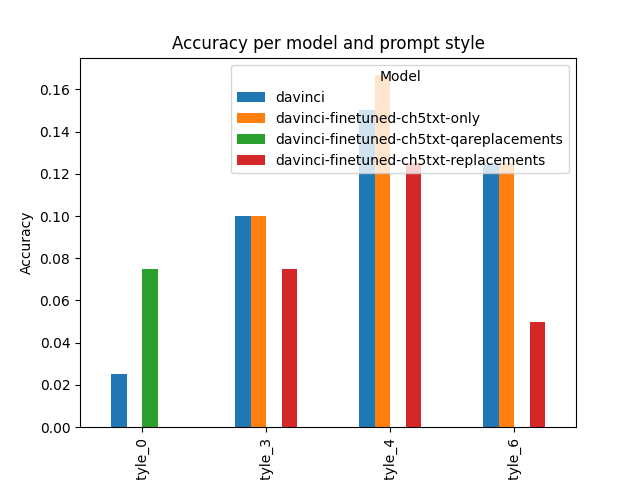 Accuracy per model and prompt style
Model
davinci
davinci-finetuned-ch5txt-only
davinci-finetuned-ch5txt-qareplacements
davinci-finetuned-ch5txt-replacements
Accuracy
0.16
0.14
0.12
0.10
0.08
0.06
0.04
0.02
0.00
tyle_0
tyle_3
tyle_4
tyle_6